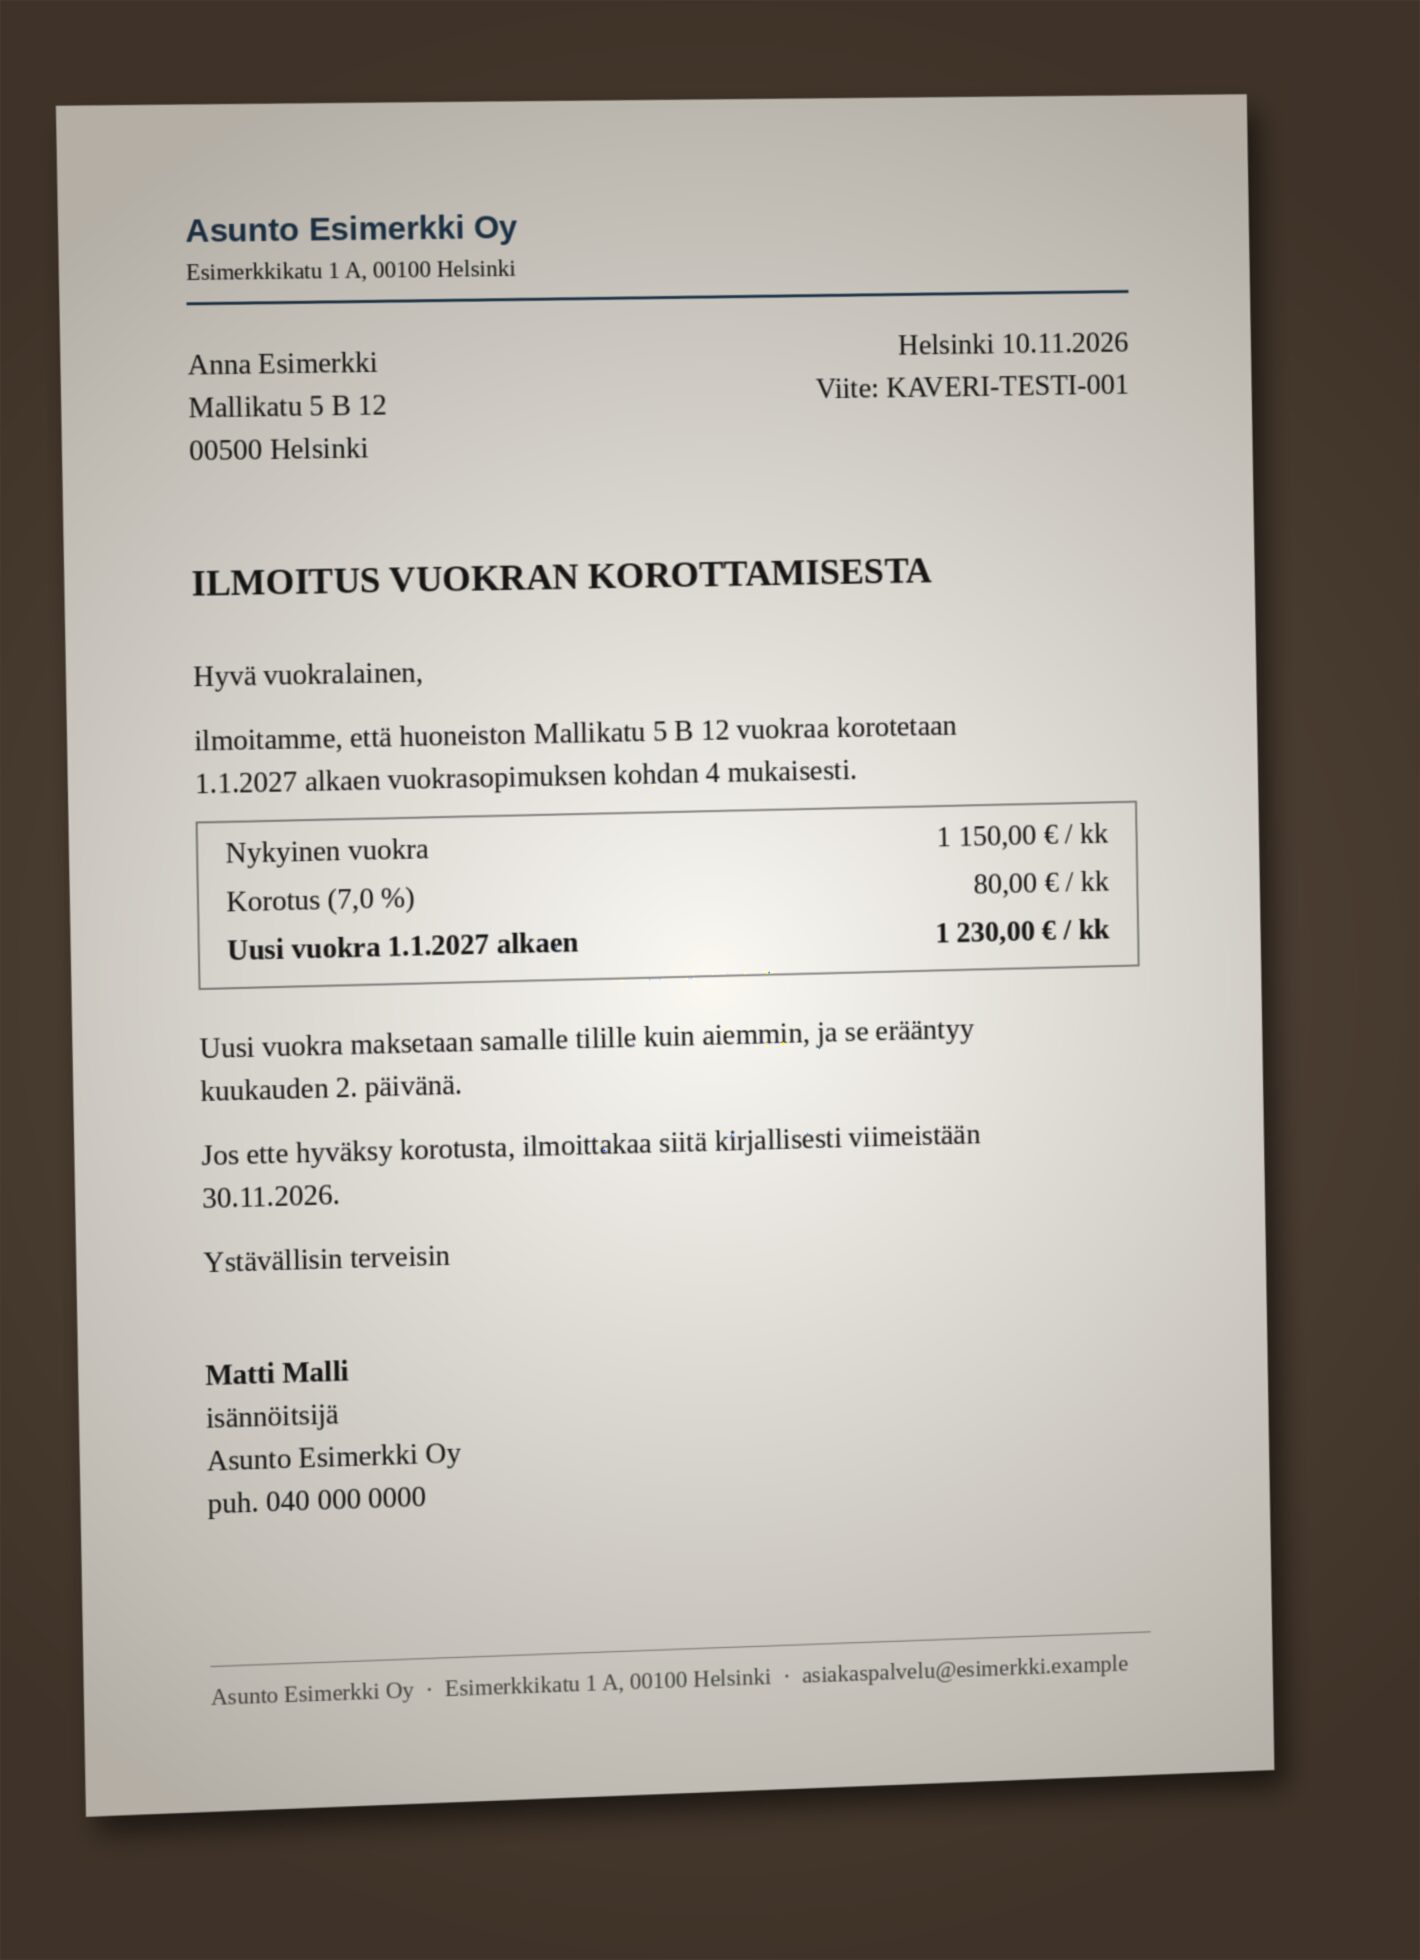 Asunto Esimerkki Oy
Esimerkkikatu 1 A, 00100 Helsinki
Anna Esimerkki
Mallikatu 5 B 12
00500 Helsinki
Helsinki 10.11.2026
Viite: KAVERI-TESTI-001
ILMOITUS VUOKRAN KOROTTAMISESTA
Hyvä vuokralainen,
ilmoitamme, että huoneiston Mallikatu 5 B 12 vuokraa korotetaan
1.1.2027 alkaen vuokrasopimuksen kohdan 4 mukaisesti.
Nykyinen vuokra 1 150,00 € / kk
Korotus (7,0 %) 80,00 € / kk
Uusi vuokra 1.1.2027 alkaen 1 230,00 € / kk
Uusi vuokra maksetaan samalle tilille kuin aiemmin, ja se erääntyy
kuukauden 2. päivänä.
Jos ette hyväksy korotusta, ilmoittakaa siitä kirjallisesti viimeistään
30.11.2026.
Ystävällisin terveisin
Matti Malli
isännöitsijä
Asunto Esimerkki Oy
puh. 040 000 0000
Asunto Esimerkki Oy · Esimerkkikatu 1 A, 00100 Helsinki · asiakaspalvelu@esimerkki.example